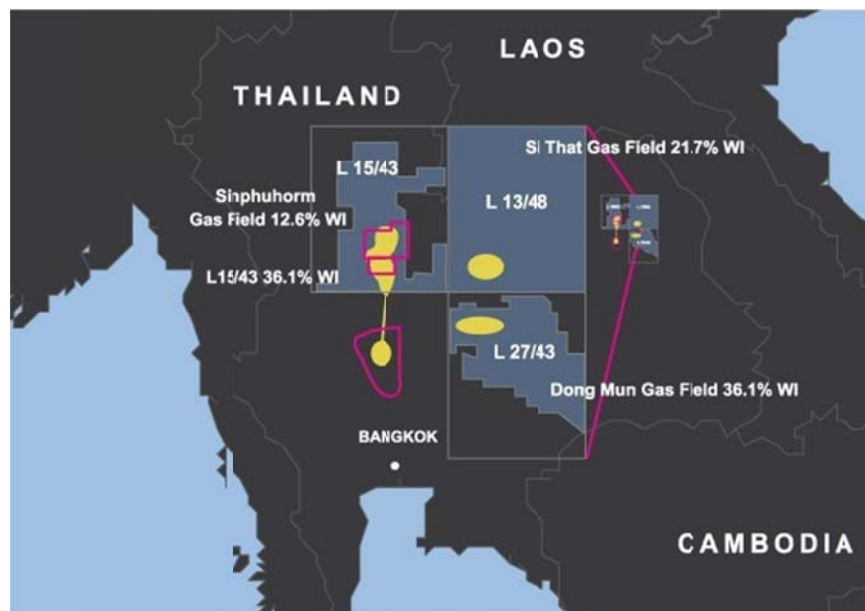 LAOS
THAILAND
Si That Gas Field 21.7% WI
L 15/43
Sinphuhorm
Gas Field 12.6% WI
L 13/48
L15/43 36.1% WI
L 27/43
Dong Mun Gas Field 36.1% WI
BANGKOK
CAMBODIA